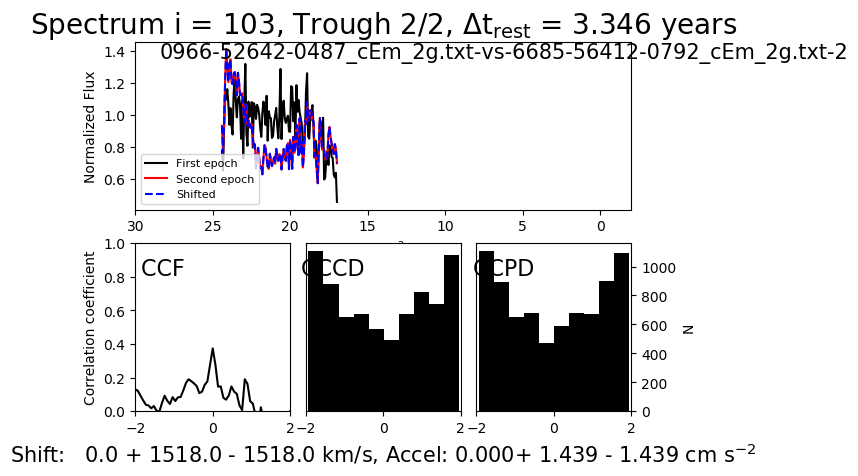 Spectrum i = 103, Trough 2/2, Δt_rest = 3.346 years
0966-52642-0487_cEm_2g.txt-vs-6685-56412-0792_cEm_2g.txt-2
Normalized Flux
1.4
1.2
1.0
0.8
0.6
First epoch
Second epoch
Shifted
30 25 20 15 10 5 0
Correlation coefficient
1.0
0.8
0.6
0.4
0.2
0.0
CCF
−2 0 2
CCCD
−2 0 2
CCPD
−2 0 2
1000
800
600
400
200
0
N
Shift: 0.0 + 1518.0 - 1518.0 km/s, Accel: 0.000+ 1.439 - 1.439 cm s⁻²